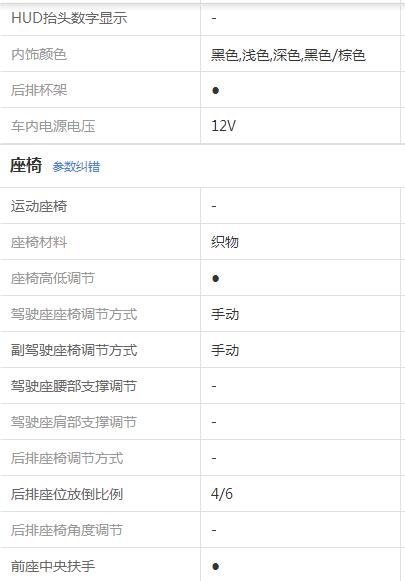 HUD抬头数字显示 -
内饰颜色 黑色,浅色,深色,黑色/棕色
后排杯架 ●
车内电源电压 12V
座椅 参数纠错
运动座椅 -
座椅材料 织物
座椅高低调节 ●
驾驶座座椅调节方式 手动
副驾驶座椅调节方式 手动
驾驶座腰部支撑调节 -
驾驶座肩部支撑调节 -
后排座椅调节方式 -
后排座位放倒比例 4/6
后排座椅角度调节 -
前座中央扶手 ●